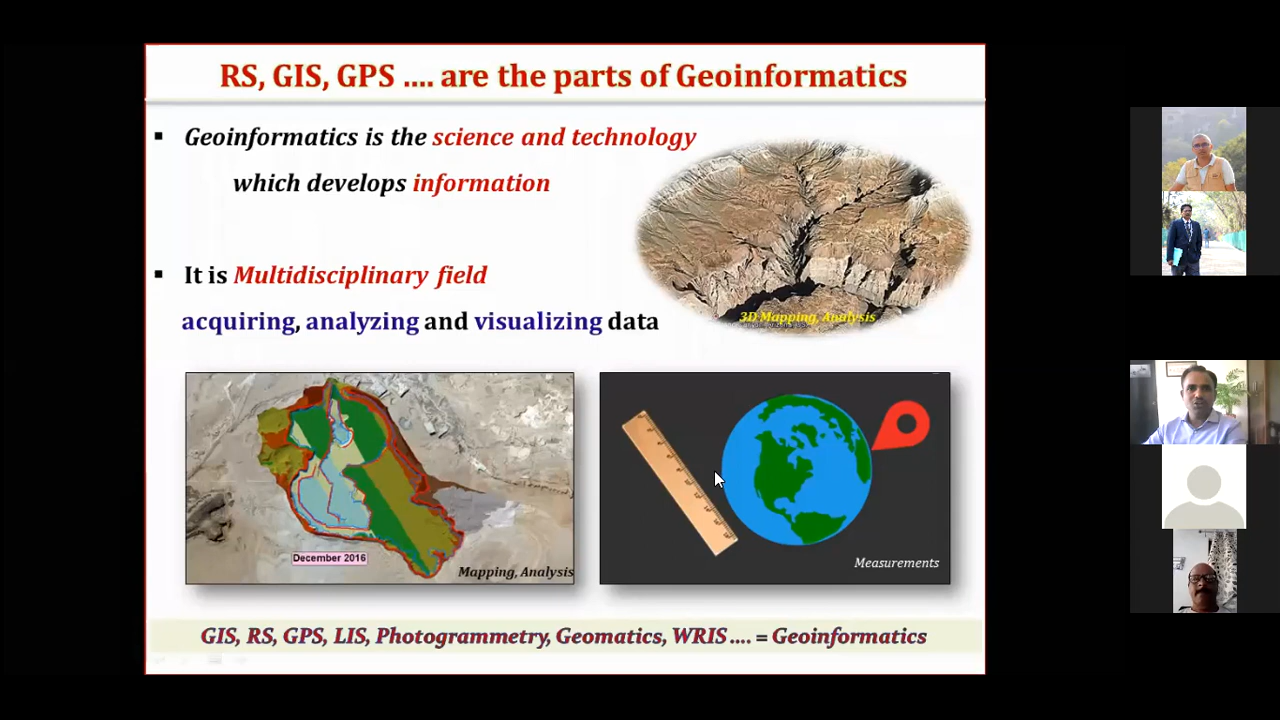 RS, GIS, GPS .... are the parts of Geoinformatics
▪ Geoinformatics is the science and technology
which develops information
▪ It is Multidisciplinary field
acquiring, analyzing and visualizing data
3D Mapping, Analysis
December 2016
Mapping, Analysis
Measurements
GIS, RS, GPS, LIS, Photogrammetry, Geomatics, WRIS .... = Geoinformatics